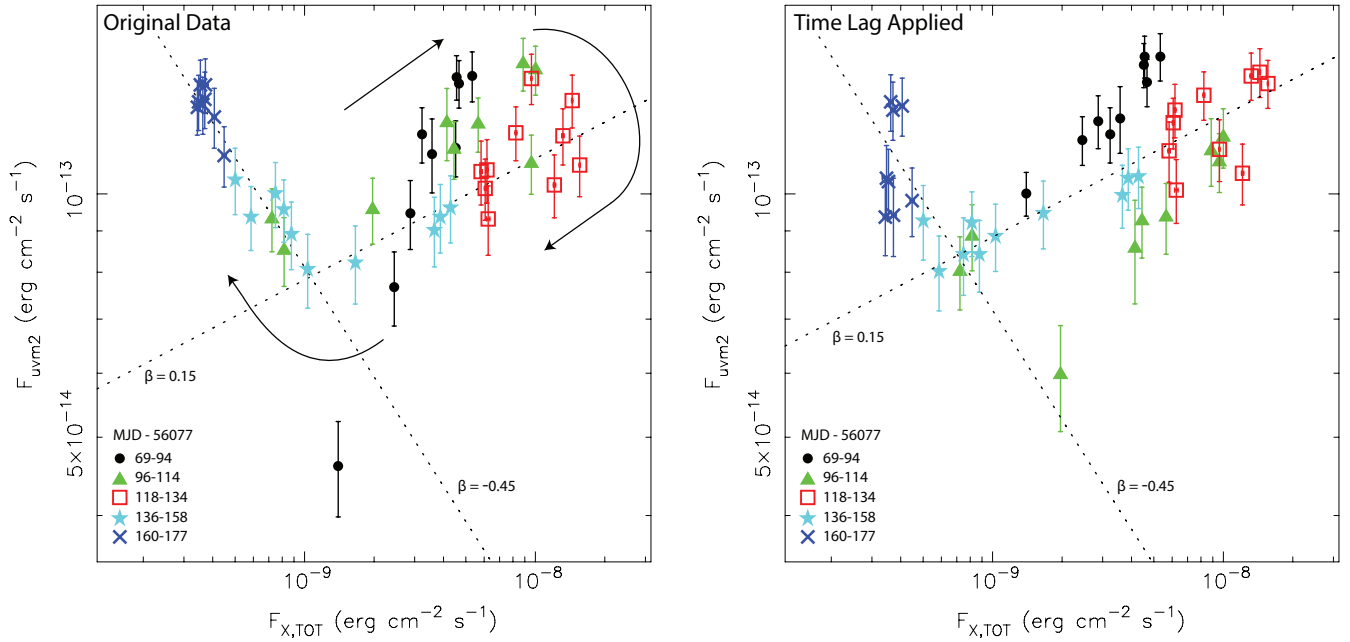 Original Data
F_uvm2 (erg cm⁻² s⁻¹)
10⁻¹³
5×10⁻¹⁴
β = 0.15
β = −0.45
MJD - 56077
69-94
96-114
118-134
136-158
160-177
10⁻⁹
10⁻⁸
F_X,TOT (erg cm⁻² s⁻¹)
Time Lag Applied
F_uvm2 (erg cm⁻² s⁻¹)
10⁻¹³
5×10⁻¹⁴
β = 0.15
β = −0.45
MJD - 56077
69-94
96-114
118-134
136-158
160-177
10⁻⁹
10⁻⁸
F_X,TOT (erg cm⁻² s⁻¹)